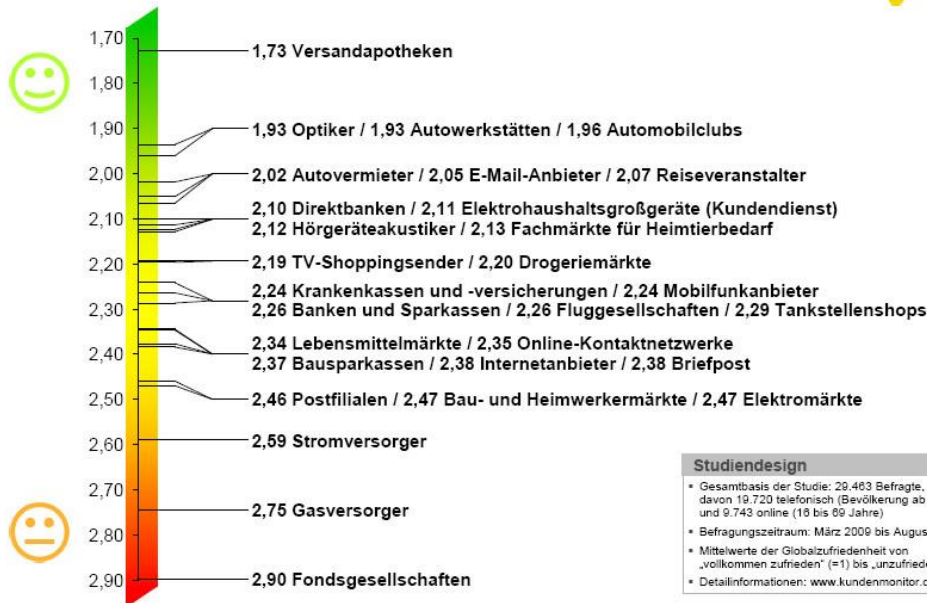 1,70
1,73 Versandapotheken
1,80
1,90
1,93 Optiker / 1,93 Autowerkstätten / 1,96 Automobilclubs
2,00
2,02 Autovermieter / 2,05 E-Mail-Anbieter / 2,07 Reiseveranstalter
2,10
2,10 Direktbanken / 2,11 Elektrohaushaltsgroßgeräte (Kundendienst)
2,12 Hörgeräteakustiker / 2,13 Fachmärkte für Heimtierbedarf
2,20
2,19 TV-Shoppingsender / 2,20 Drogeriemärkte
2,24 Krankenkassen und -versicherungen / 2,24 Mobilfunkanbieter
2,30
2,26 Banken und Sparkassen / 2,26 Fluggesellschaften / 2,29 Tankstellenshops
2,34 Lebensmittelmärkte / 2,35 Online-Kontaktnetzwerke
2,40
2,37 Bausparkassen / 2,38 Internetanbieter / 2,38 Briefpost
2,50
2,46 Postfilialen / 2,47 Bau- und Heimwerkermärkte / 2,47 Elektromärkte
2,60
2,59 Stromversorger
2,70
2,75 Gasversorger
2,80
2,90
2,90 Fondsgesellschaften
Studiendesign
▪ Gesamtbasis der Studie: 29.463 Befragte,
davon 19.720 telefonisch (Bevölkerung ab
und 9.743 online (16 bis 69 Jahre)
▪ Befragungszeitraum: März 2009 bis Augus
▪ Mittelwerte der Globalzufriedenheit von
„vollkommen zufrieden" (=1) bis „unzufriede
▪ Detailinformationen: www.kundenmonitor.d